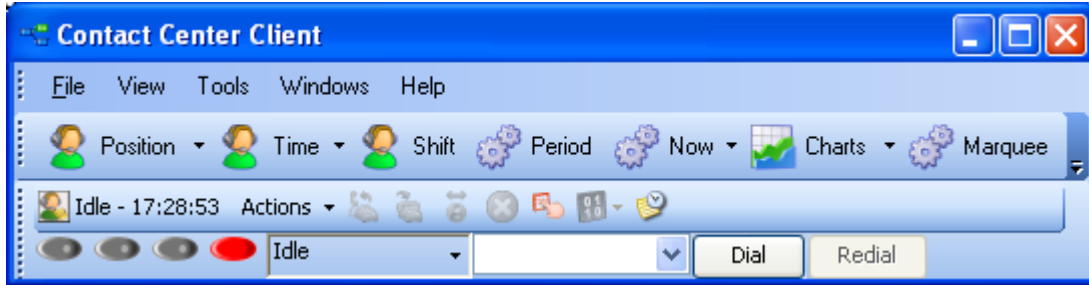 Contact Center Client
File View Tools Windows Help
Position Time Shift Period Now Charts Marquee
Idle - 17:28:53 Actions
Idle Dial Redial